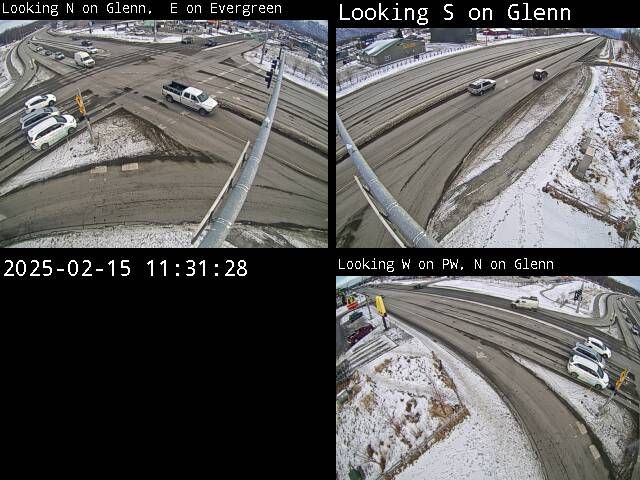 Looking N on Glenn,  E on Evergreen
Looking S on Glenn
2025-02-15 11:31:28
Looking W on PW, N on Glenn